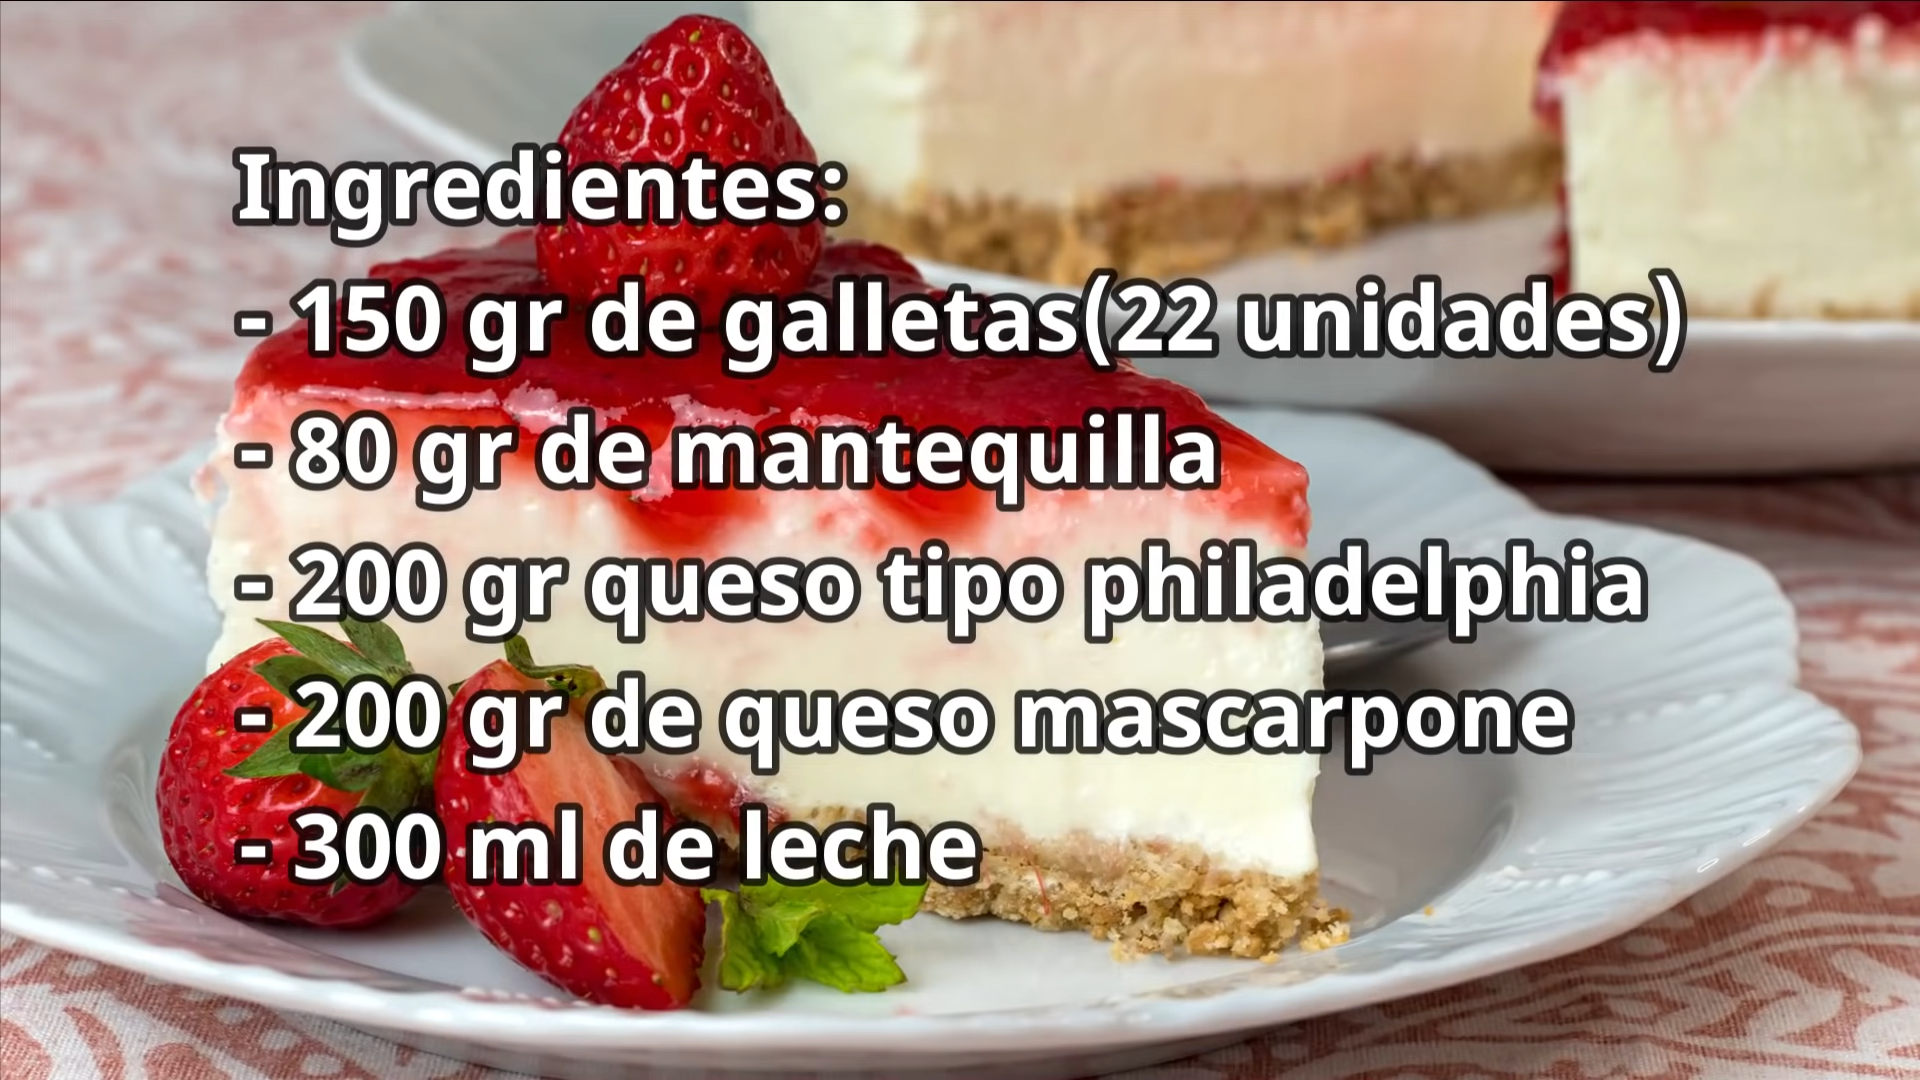 Ingredientes:
- 150 gr de galletas(22 unidades)
- 80 gr de mantequilla
- 200 gr queso tipo philadelphia
- 200 gr de queso mascarpone
- 300 ml de leche